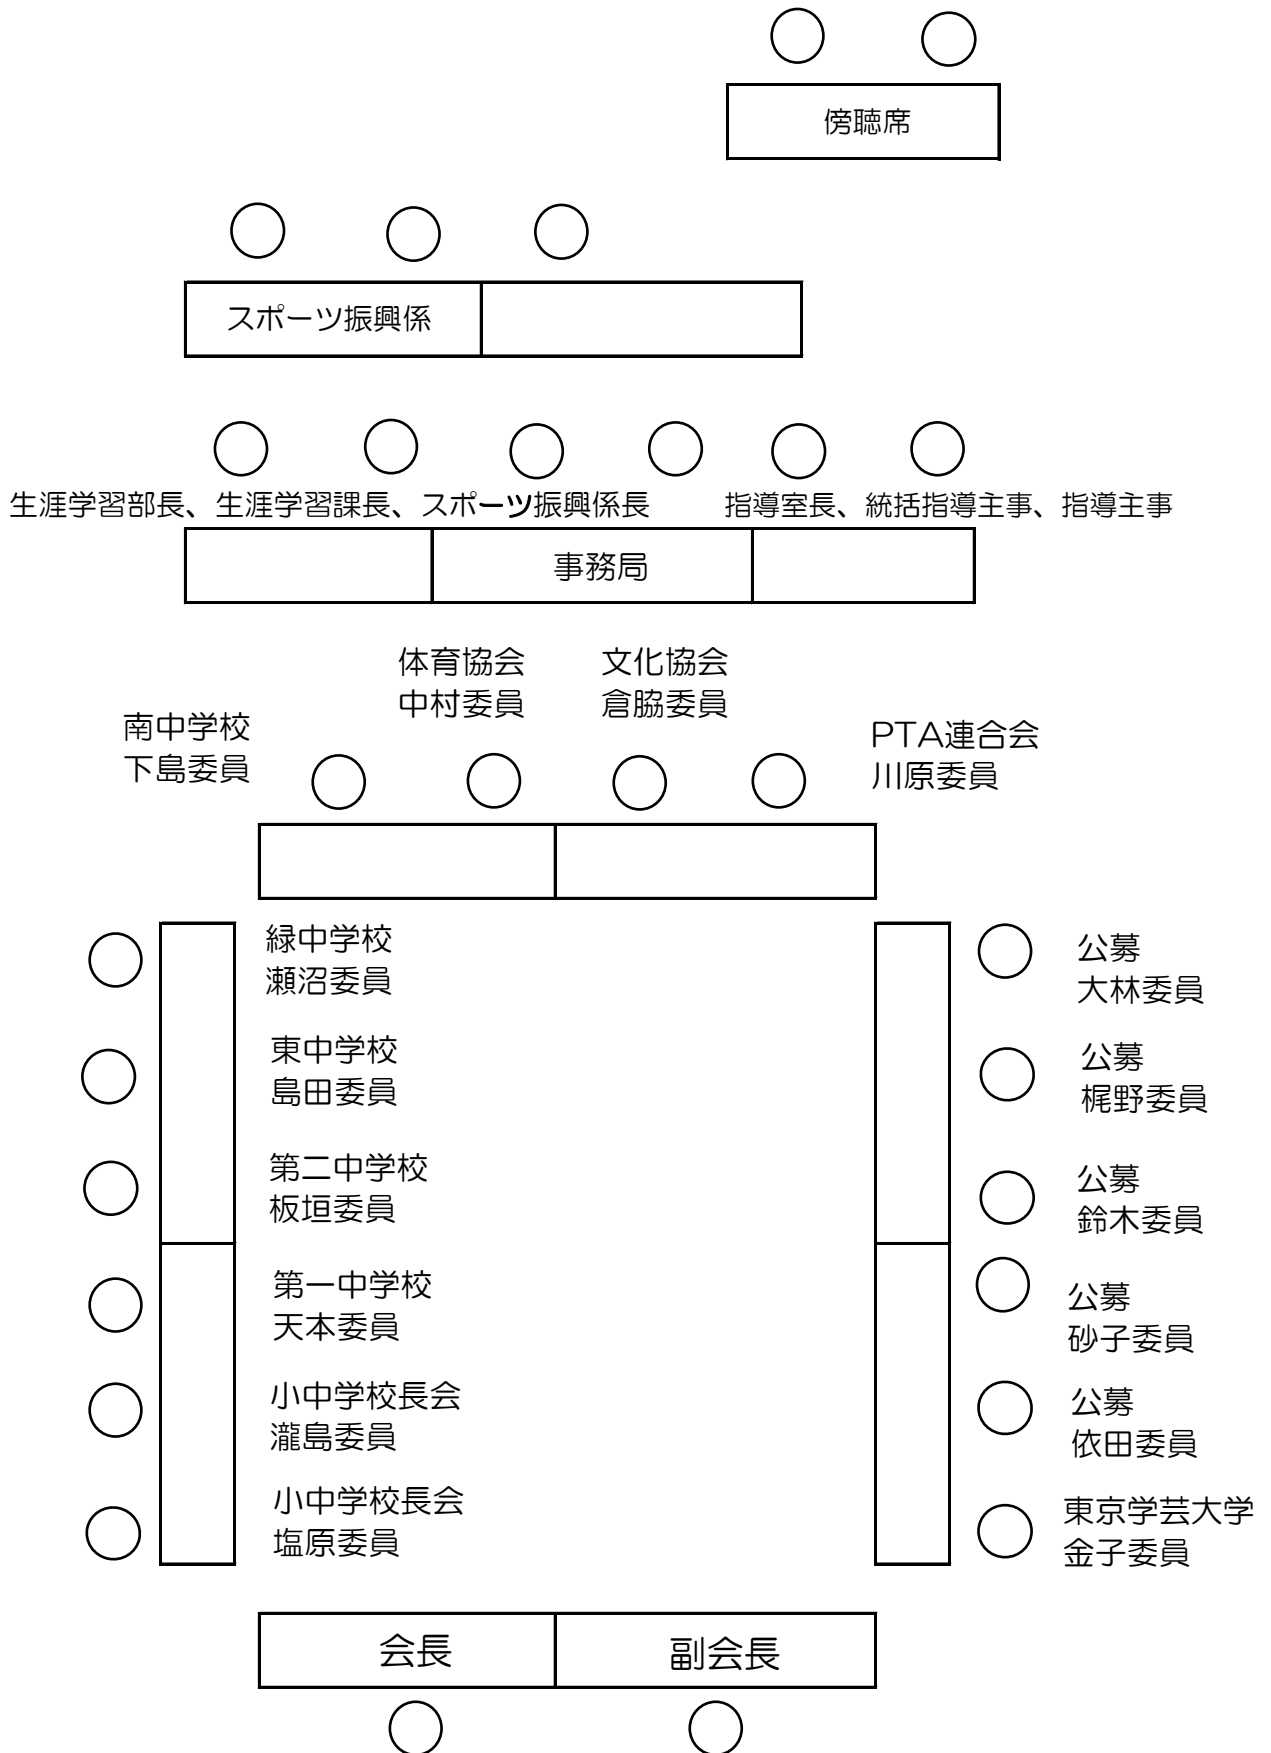 傍聴席
スポーツ振興係
生涯学習部長、生涯学習課長、スポーツ振興係長
指導室長、統括指導主事、指導主事
事務局
体育協会
中村委員
文化協会
倉脇委員
南中学校
下島委員
PTA連合会
川原委員
緑中学校
瀬沼委員
東中学校
島田委員
第二中学校
板垣委員
第一中学校
天本委員
小中学校長会
瀧島委員
小中学校長会
塩原委員
公募
大林委員
公募
梶野委員
公募
鈴木委員
公募
砂子委員
公募
依田委員
東京学芸大学
金子委員
会長
副会長